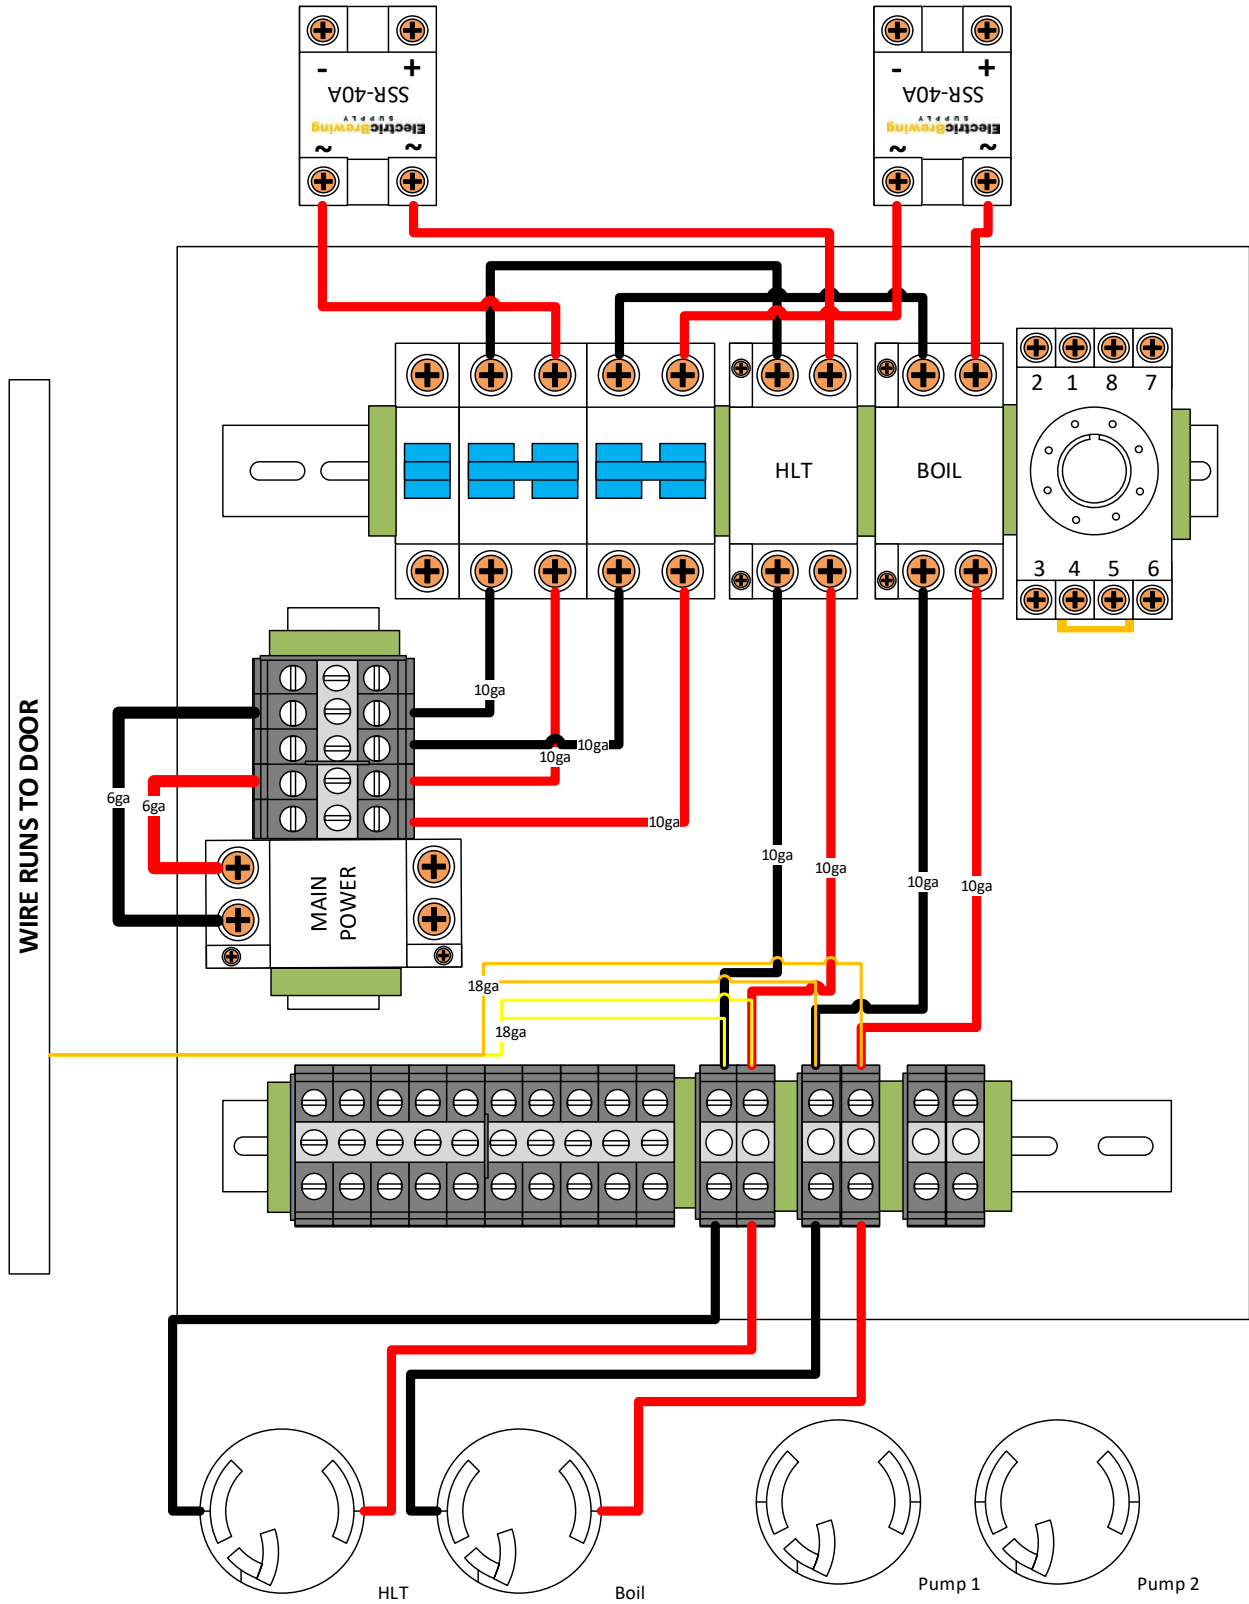 - +
SSR-40A
SUPPLY
ElectricBrewing
~ ~
- +
SSR-40A
SUPPLY
ElectricBrewing
~ ~
2 1 8 7
HLT
BOIL
3 4 5 6
10ga
10ga
10ga
10ga
6ga
6ga
MAIN
POWER
10ga
10ga
10ga
10ga
WIRE RUNS TO DOOR
18ga
18ga
HLT
Boil
Pump 1
Pump 2